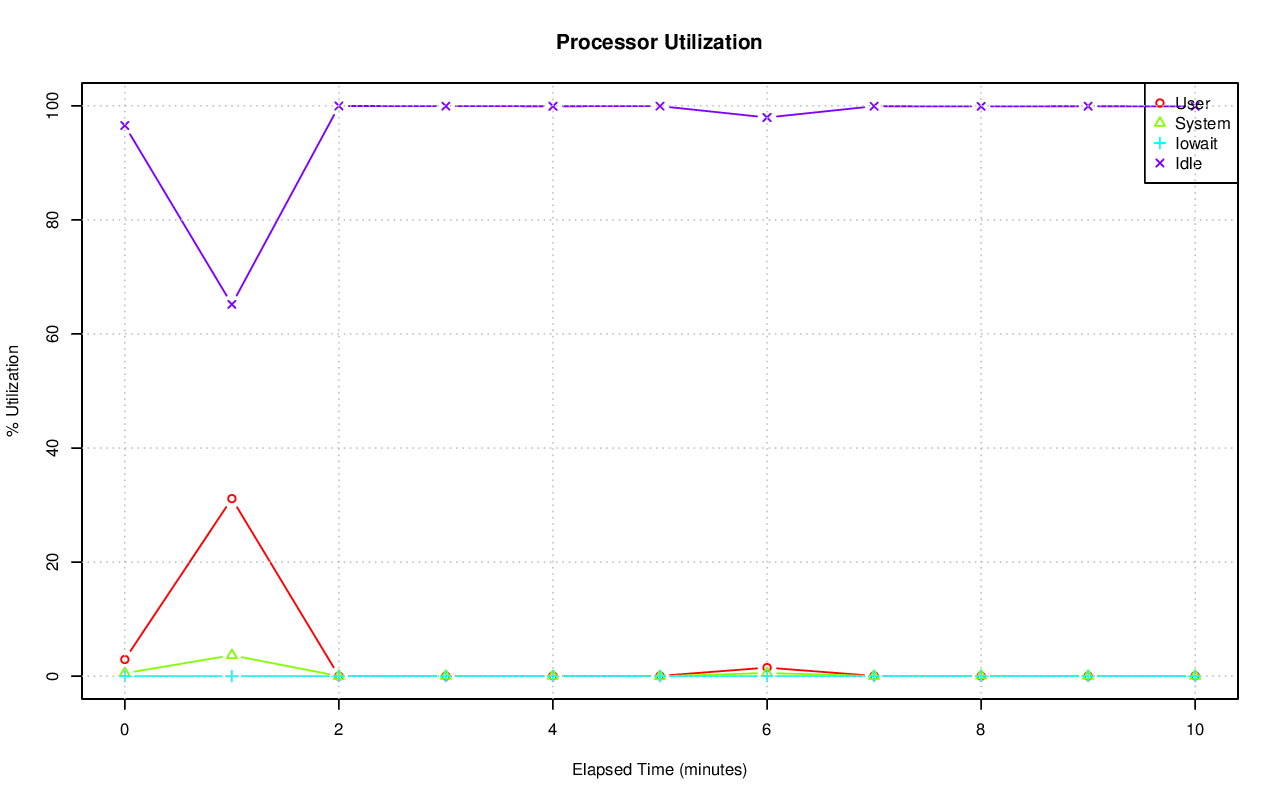 Processor Utilization
100
80
60
40
20
0
% Utilization
User
System
Iowait
Idle
0 2 4 6 8 10
Elapsed Time (minutes)